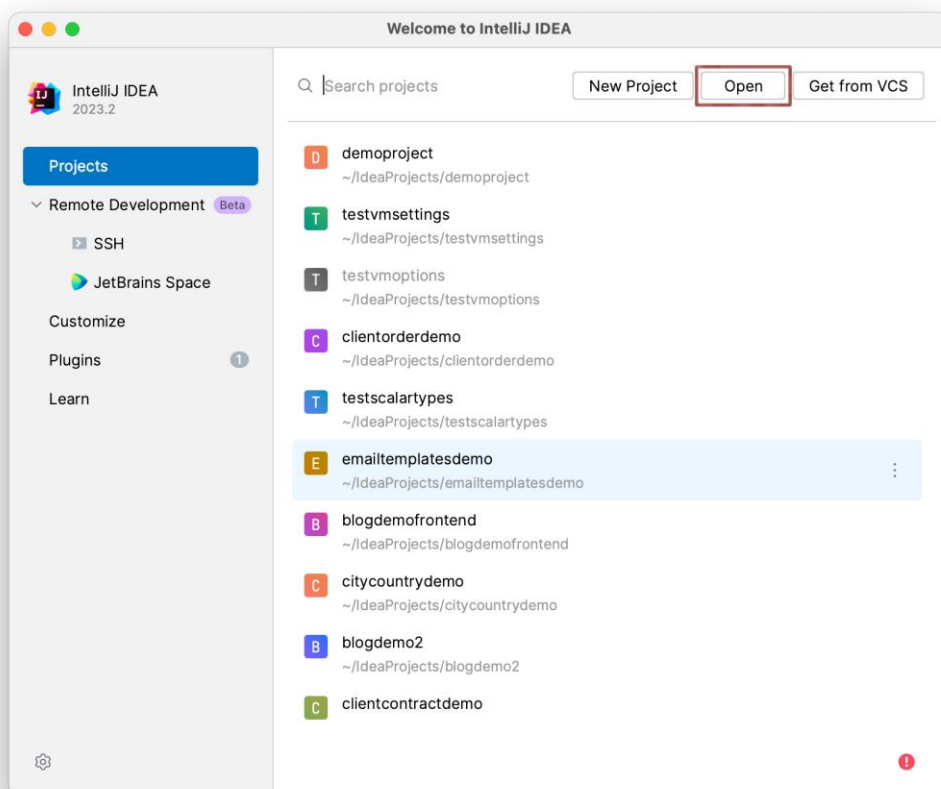 Welcome to IntelliJ IDEA
IJ
IntelliJ IDEA
2023.2
Projects
Remote Development Beta
SSH
JetBrains Space
Customize
Plugins 1
Learn
Search projects New Project Open Get from VCS
D demoproject
~/IdeaProjects/demoproject
T testvmsettings
~/IdeaProjects/testvmsettings
T testvmoptions
~/IdeaProjects/testvmoptions
C clientorderdemo
~/IdeaProjects/clientorderdemo
T testscalartypes
~/IdeaProjects/testscalartypes
E emailtemplatesdemo
~/IdeaProjects/emailtemplatesdemo
B blogdemofrontend
~/IdeaProjects/blogdemofrontend
C citycountrydemo
~/IdeaProjects/citycountrydemo
B blogdemo2
~/IdeaProjects/blogdemo2
C clientcontractdemo